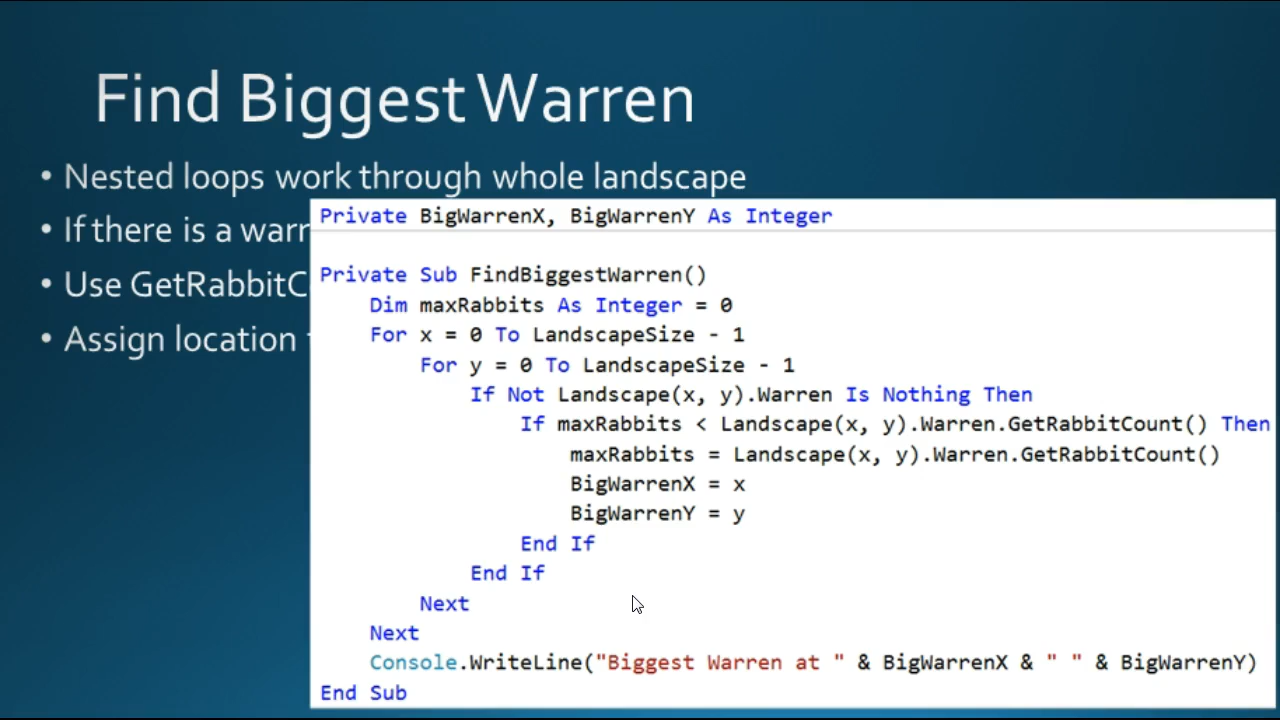 Find Biggest Warren
• Nested loops work through whole landscape
• If there is a warr
• Use GetRabbitC
• Assign location
Private BigWarrenX, BigWarrenY As Integer
Private Sub FindBiggestWarren()
Dim maxRabbits As Integer = 0
For x = 0 To LandscapeSize - 1
For y = 0 To LandscapeSize - 1
If Not Landscape(x, y).Warren Is Nothing Then
If maxRabbits < Landscape(x, y).Warren.GetRabbitCount() Then
maxRabbits = Landscape(x, y).Warren.GetRabbitCount()
BigWarrenX = x
BigWarrenY = y
End If
End If
Next
Next
Console.WriteLine("Biggest Warren at " & BigWarrenX & " " & BigWarrenY)
End Sub